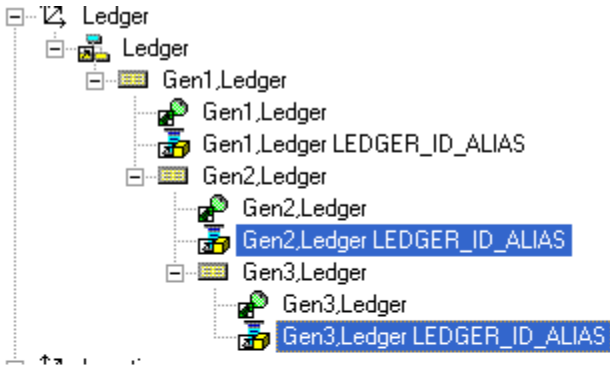 Ledger
Ledger
Gen1,Ledger
Gen1,Ledger
Gen1,Ledger LEDGER_ID_ALIAS
Gen2,Ledger
Gen2,Ledger
Gen2,Ledger LEDGER_ID_ALIAS
Gen3,Ledger
Gen3,Ledger
Gen3,Ledger LEDGER_ID_ALIAS